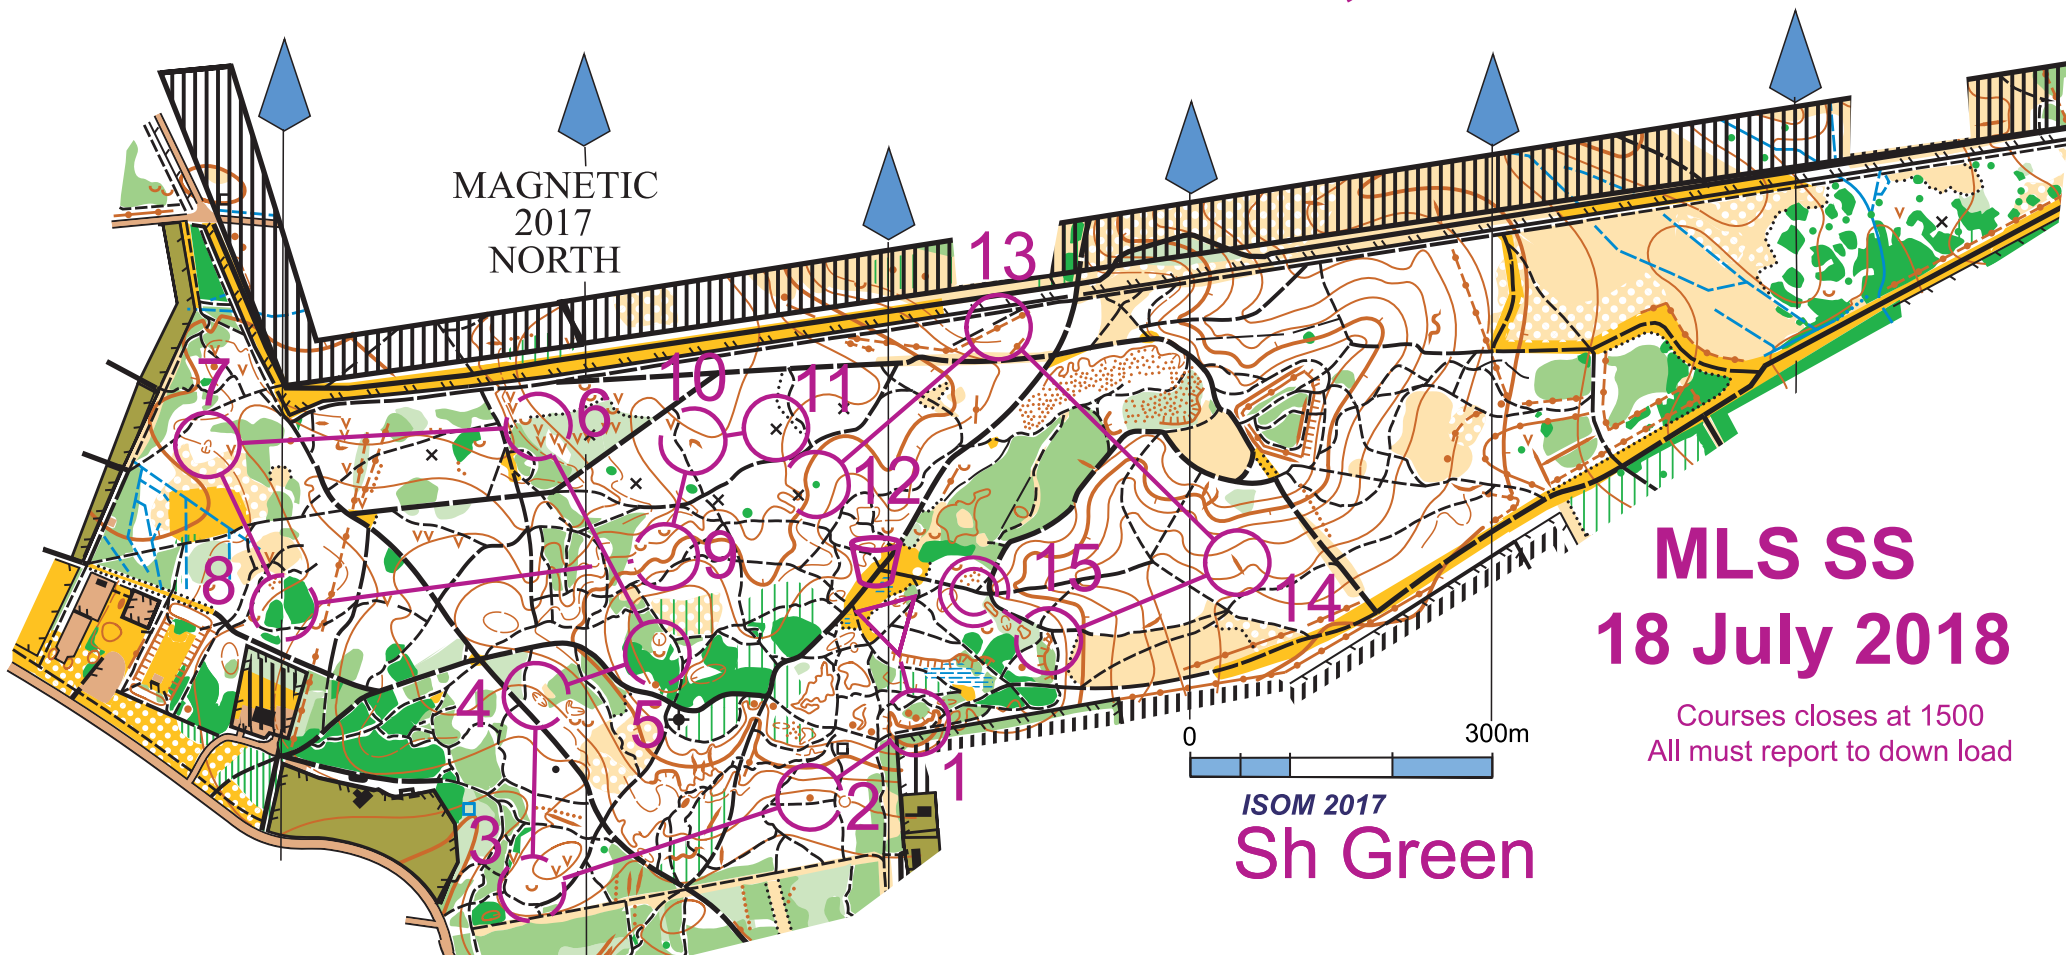 MAGNETIC
2017
NORTH
13
7
10
11
6
12
9
8
15
14
4
5
1
2
3
MLS SS
18 July 2018
Courses closes at 1500
All must report to down load
0
300m
ISOM 2017
Sh Green